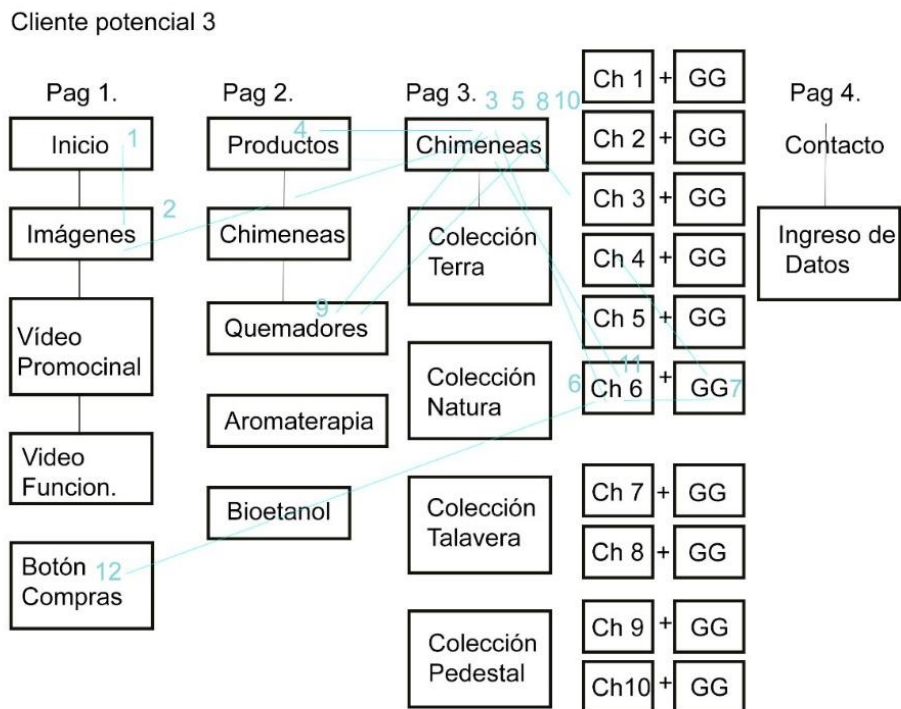 Cliente potencial 3
Pag 1.
Inicio 1
2
Imágenes
Vídeo
Promocinal
Video
Funcion.
Botón
Compras 12
Pag 2.
Productos 4
Chimeneas
9
Quemadores
Aromaterapia
Bioetanol
Pag 3.
3 5 8 10
Chimeneas
Colección
Terra
Colección
Natura
Colección
Talavera
Colección
Pedestal
Ch 1 + GG
Ch 2 + GG
Ch 3 + GG
Ch 4 + GG
Ch 5 + GG
11
6 Ch 6 + GG 7
Ch 7 + GG
Ch 8 + GG
Ch 9 + GG
Ch10 + GG
Pag 4.
Contacto
Ingreso de
Datos